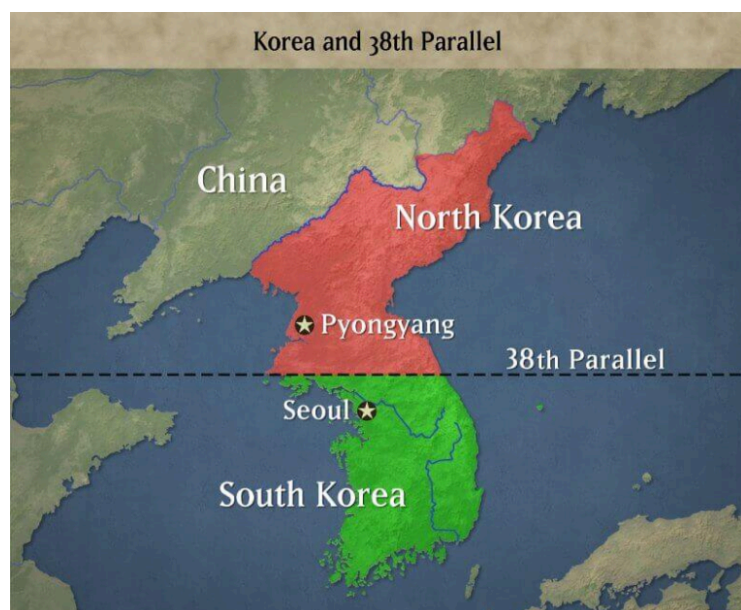 Korea and 38th Parallel
China
North Korea
Pyongyang
38th Parallel
Seoul
South Korea